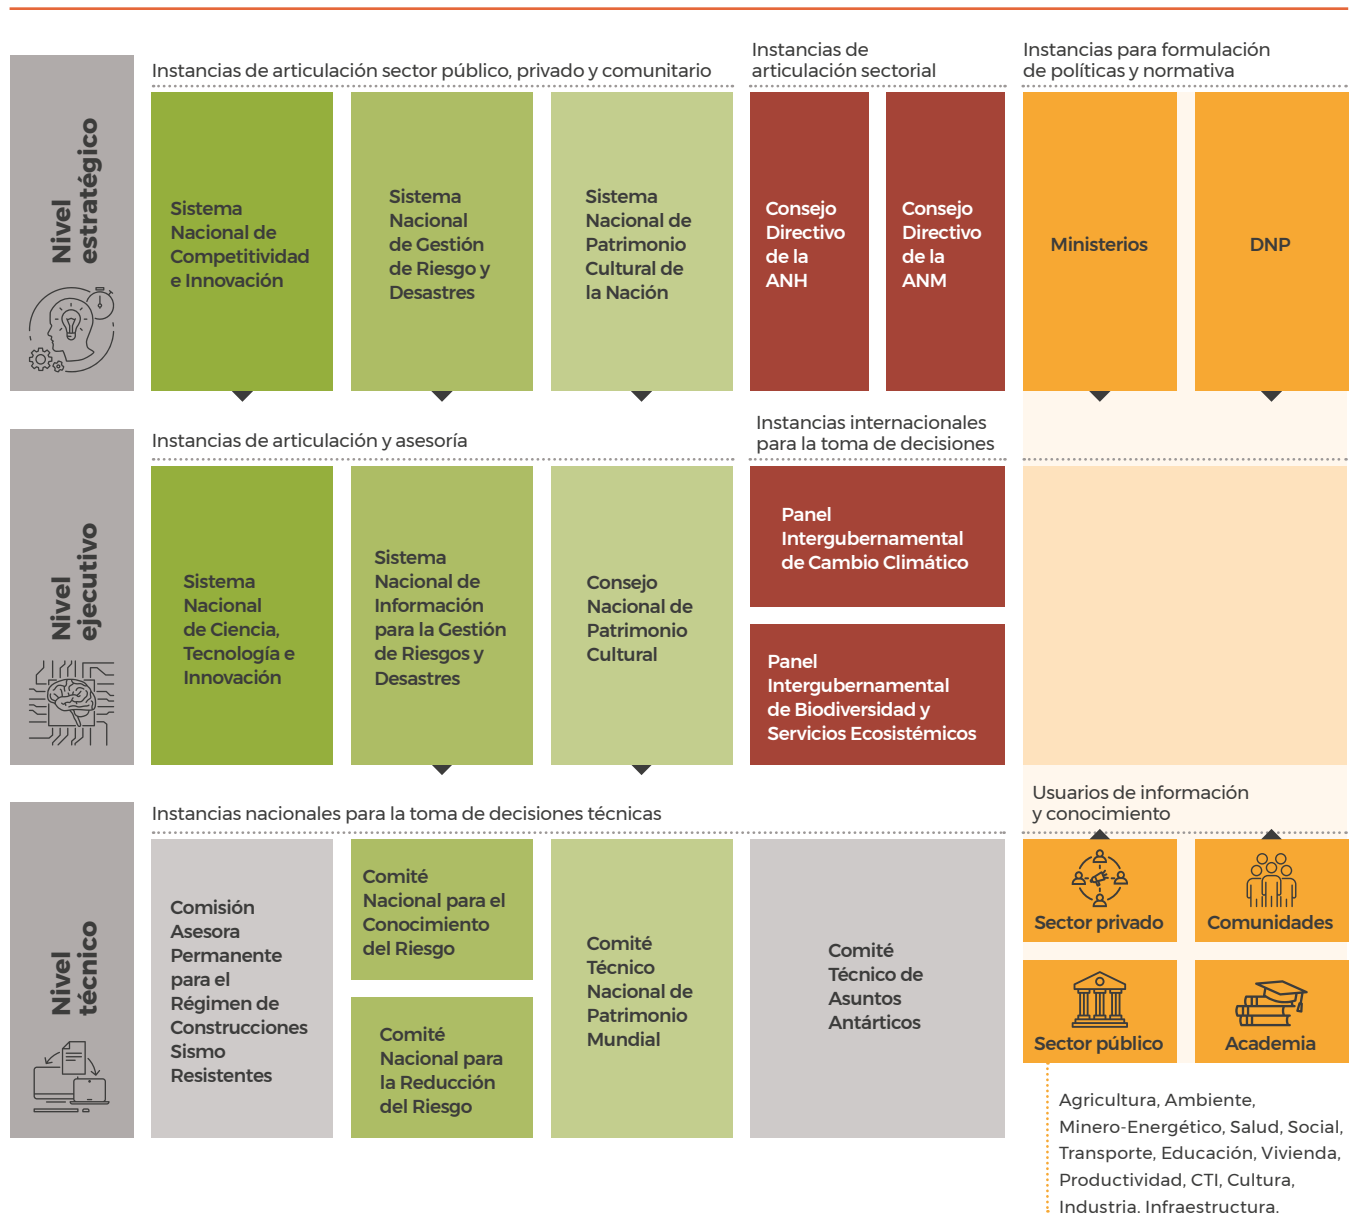 Nivel
estratégico
Instancias de articulación sector público, privado y comunitario
Sistema
Nacional de
Competitividad
e Innovación
Sistema
Nacional
de Gestión
de Riesgo y
Desastres
Sistema
Nacional de
Patrimonio
Cultural de
la Nación
Instancias de
articulación sectorial
Consejo
Directivo
de la
ANH
Consejo
Directivo
de la
ANM
Instancias para formulación
de políticas y normativa
Ministerios
DNP
Nivel
ejecutivo
Instancias de articulación y asesoría
Sistema
Nacional
de Ciencia,
Tecnología e
Innovación
Sistema
Nacional de
Información
para la Gestión
de Riesgos y
Desastres
Consejo
Nacional de
Patrimonio
Cultural
Instancias internacionales
para la toma de decisiones
Panel
Intergubernamental
de Cambio Climático
Panel
Intergubernamental
de Biodiversidad y
Servicios Ecosistémicos
Nivel
técnico
Instancias nacionales para la toma de decisiones técnicas
Comisión
Asesora
Permanente
para el
Régimen de
Construcciones
Sismo
Resistentes
Comité
Nacional para el
Conocimiento
del Riesgo
Comité
Nacional para
la Reducción
del Riesgo
Comité
Técnico
Nacional de
Patrimonio
Mundial
Comité
Técnico de
Asuntos
Antárticos
Usuarios de información
y conocimiento
Sector privado
Comunidades
Sector público
Academia
Agricultura, Ambiente,
Minero-Energético, Salud, Social,
Transporte, Educación, Vivienda,
Productividad, CTI, Cultura,
Industria, Infraestructura.